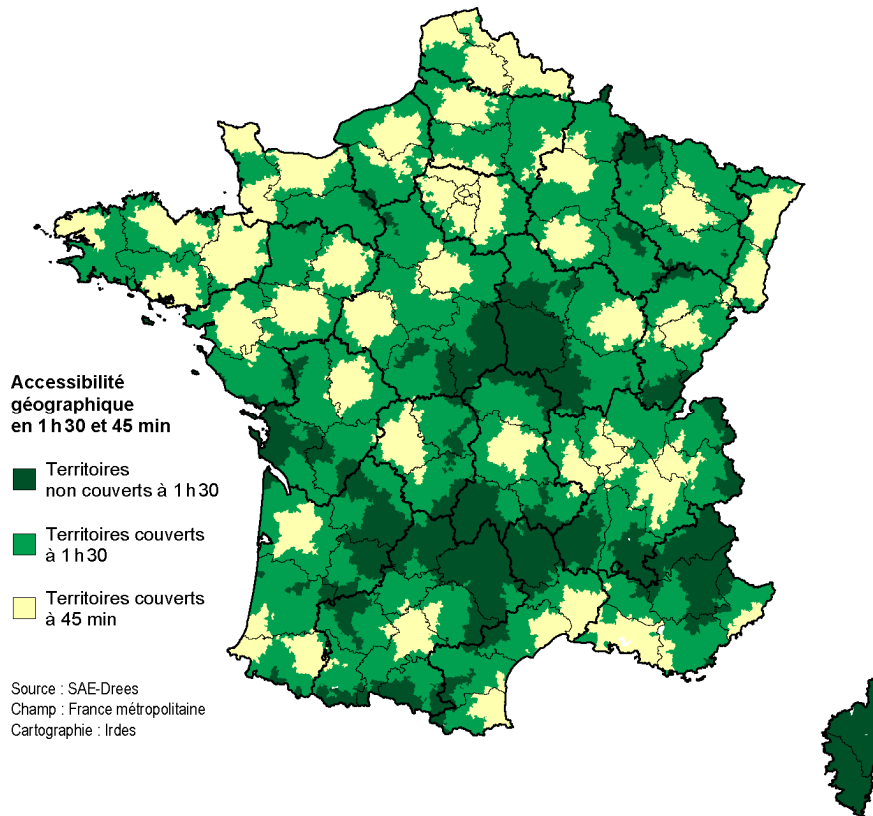 Accessibilité
géographique
en 1 h 30 et 45 min
Territoires
non couverts à 1 h 30
Territoires couverts
à 1 h 30
Territoires couverts
à 45 min
Source : SAE-Drees
Champ : France métropolitaine
Cartographie : Irdes